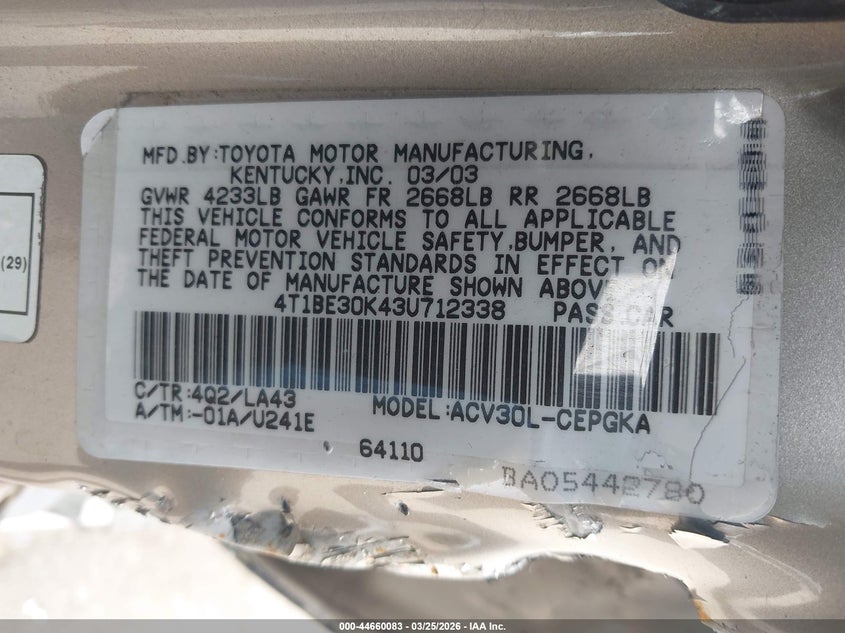 MFD.BY:TOYOTA MOTOR MANUFACTURING,
KENTUCKY,INC. 03/03
GVWR 4233LB GAWR FR 2668LB RR 2668LB
THIS VEHICLE CONFORMS TO ALL APPLICABLE
FEDERAL MOTOR VEHICLE SAFETY,BUMPER, AND
THEFT PREVENTION STANDARDS IN EFFECT ON
THE DATE OF MANUFACTURE SHOWN ABOVE
4T1BE30K43U712338 PASS.CAR
C/TR:4Q2/LA43
A/TM:-01A/U241E
MODEL:ACV30L-CEPGKA
64110
BA05442780
(29)
000-44660083 - 03/25/2026 - IAA Inc.